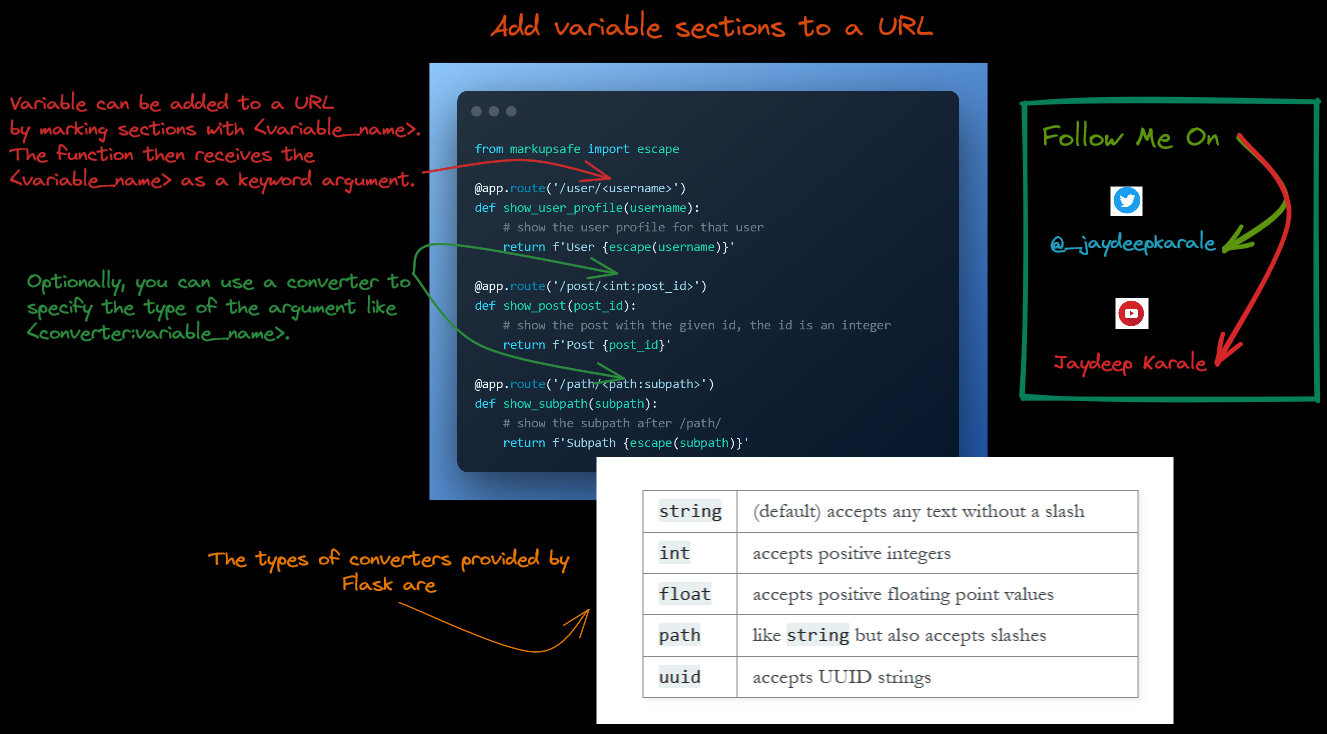 Add variable sections to a URL
Variable can be added to a URL
by marking sections with <variable_name>.
The function then receives the
<variable_name> as a keyword argument.
Optionally, you can use a converter to
specify the type of the argument like
<converter:variable_name>.
from markupsafe import escape
@app.route('/user/<username>')
def show_user_profile(username):
    # show the user profile for that user
    return f'User {escape(username)}'
@app.route('/post/<int:post_id>')
def show_post(post_id):
    # show the post with the given id, the id is an integer
    return f'Post {post_id}'
@app.route('/path/<path:subpath>')
def show_subpath(subpath):
    # show the subpath after /path/
    return f'Subpath {escape(subpath)}'
Follow Me On
@_jaydeepkarale
Jaydeep Karale
The types of converters provided by
Flask are
string (default) accepts any text without a slash
int accepts positive integers
float accepts positive floating point values
path like string but also accepts slashes
uuid accepts UUID strings